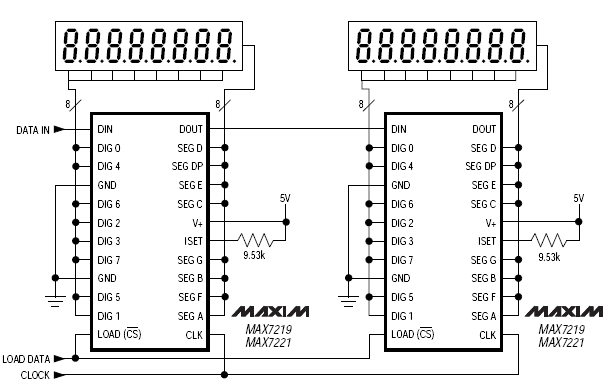 8.8.8.8.8.8.8.8.
8.8.8.8.8.8.8.8.
8
8
8
8
DATA IN
DIN
DOUT
DIG 0
SEG D
DIG 4
SEG DP
GND
SEG E
DIG 6
SEG C
DIG 2
V+
DIG 3
ISET
DIG 7
SEG G
GND
SEG B
DIG 5
SEG F
DIG 1
SEG A
LOAD (CS)
CLK
5V
9.53k
MAXIM
MAX7219
MAX7221
DIN
DOUT
DIG 0
SEG D
DIG 4
SEG DP
GND
SEG E
DIG 6
SEG C
DIG 2
V+
DIG 3
ISET
DIG 7
SEG G
GND
SEG B
DIG 5
SEG F
DIG 1
SEG A
LOAD (CS)
CLK
5V
9.53k
MAXIM
MAX7219
MAX7221
LOAD DATA
CLOCK